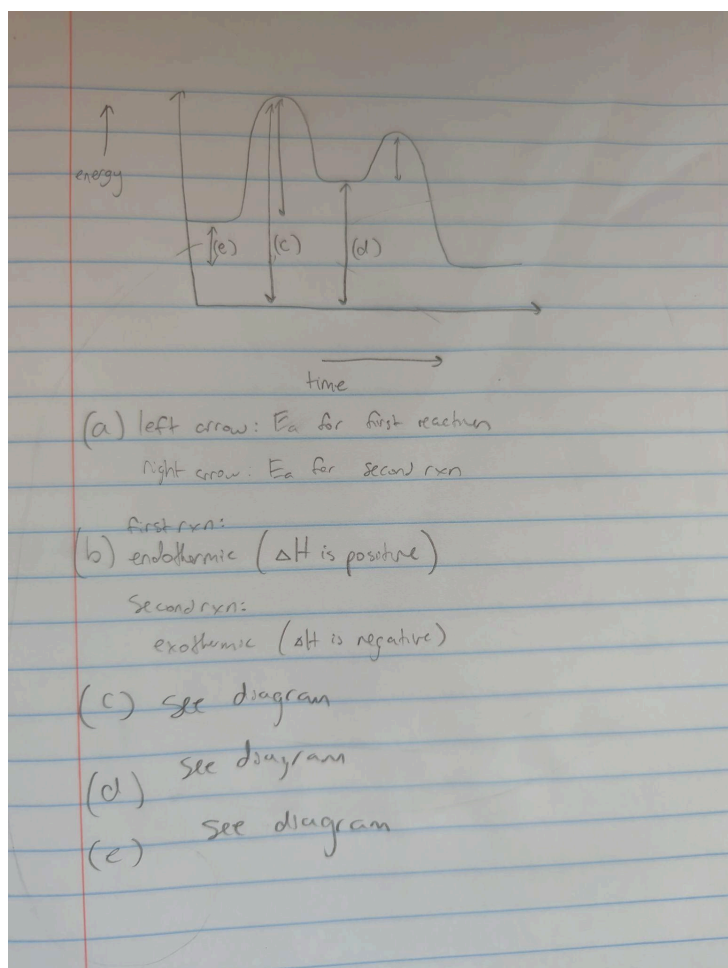 energy
(e)
(c)
(d)
time
(a) left arrow: Ea for first reaction
right arrow: Ea for second rxn
first rxn:
(b) endothermic (ΔH is positive)
second rxn:
exothermic (ΔH is negative)
(c) see diagram
(d) see diagram
(e) see diagram